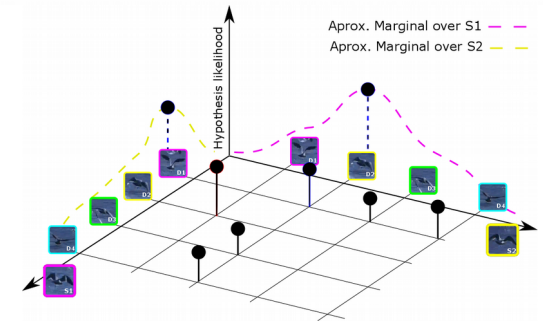 Aprox. Marginal over S1
Aprox. Marginal over S2
Hypothesis likelihood
D1
D2
D3
D4
S1
D1
D2
D3
D4
S2